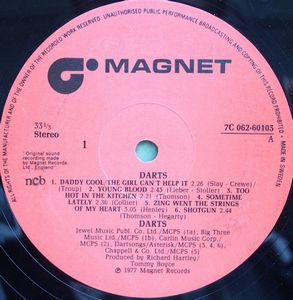 ALL RIGHTS OF THE MANUFACTURER AND OF THE OWNER OF THE RECORDED WORK RESERVED · UNAUTHORISED PUBLIC PERFORMANCE BROADCASTING AND COPYING OF THIS RECORD PROHIBITED · MADE IN SWEDEN
MAGNET
33 1/3
Stereo
7C 062-60103
A
1
"Original sound
recording made
by Magnet Records
Ltd., England"
ncb
DARTS
1. DADDY COOL/THE GIRL CAN'T HELP IT 2.26 (Slay - Crewe)/
(Troup) 2. YOUNG BLOOD 2.43 (Lieber - Stoller) 3. TOO
HOT IN THE KITCHEN 2.31 (Thomson) 4. SOMETIME
LATELY 2.50 (Collier) 5. ZING WENT THE STRINGS
OF MY HEART 3.05 (Henley) 6. SHOTGUN 2.44
(Thomson - Hegarty)
DARTS
Jewel Music Publ. Co. Ltd./MCPS (1a), Big Three
Music Ltd./MCPS (1b), Carlin Music Corp./
MCPS (2), Dartsongs/Asterisk, (3, 4, 6),
Chappell & Co. Ltd./MCPS (5)
Produced by Richard Hartley/
Tommy Boyce
℗ 1977 Magnet Records